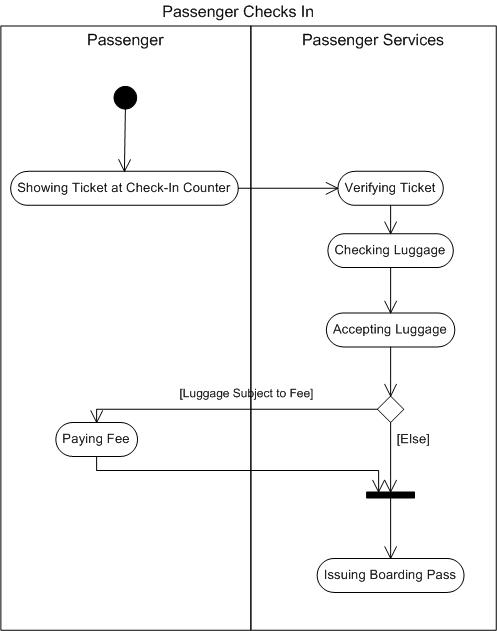 Passenger Checks In
Passenger
Passenger Services
Showing Ticket at Check-In Counter
Verifying Ticket
Checking Luggage
Accepting Luggage
[Luggage Subject to Fee]
Paying Fee
[Else]
Issuing Boarding Pass